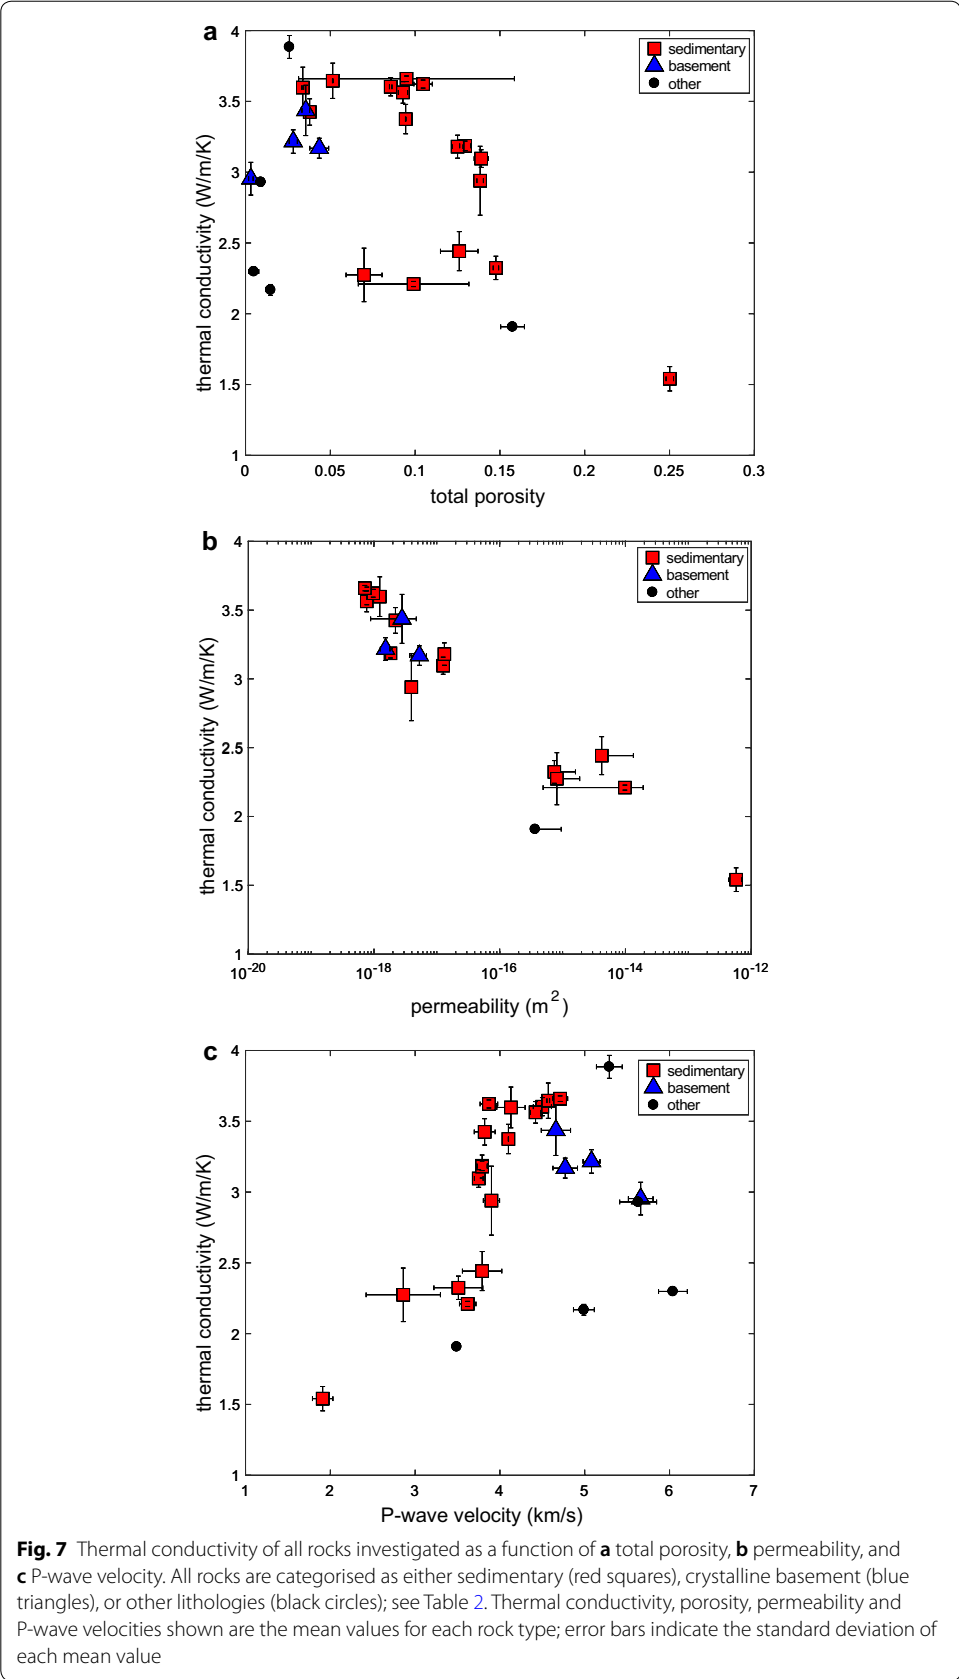 a
4
3.5
3
2.5
2
1.5
1
thermal conductivity (W/m/K)
sedimentary
basement
other
0 0.05 0.1 0.15 0.2 0.25 0.3
total porosity
b
4
3.5
3
2.5
2
1.5
1
thermal conductivity (W/m/K)
sedimentary
basement
other
10^-20 10^-18 10^-16 10^-14 10^-12
permeability (m^2)
c
4
3.5
3
2.5
2
1.5
1
thermal conductivity (W/m/K)
sedimentary
basement
other
1 2 3 4 5 6 7
P-wave velocity (km/s)
Fig. 7 Thermal conductivity of all rocks investigated as a function of a total porosity, b permeability, and
c P-wave velocity. All rocks are categorised as either sedimentary (red squares), crystalline basement (blue
triangles), or other lithologies (black circles); see Table 2. Thermal conductivity, porosity, permeability and
P-wave velocities shown are the mean values for each rock type; error bars indicate the standard deviation of
each mean value